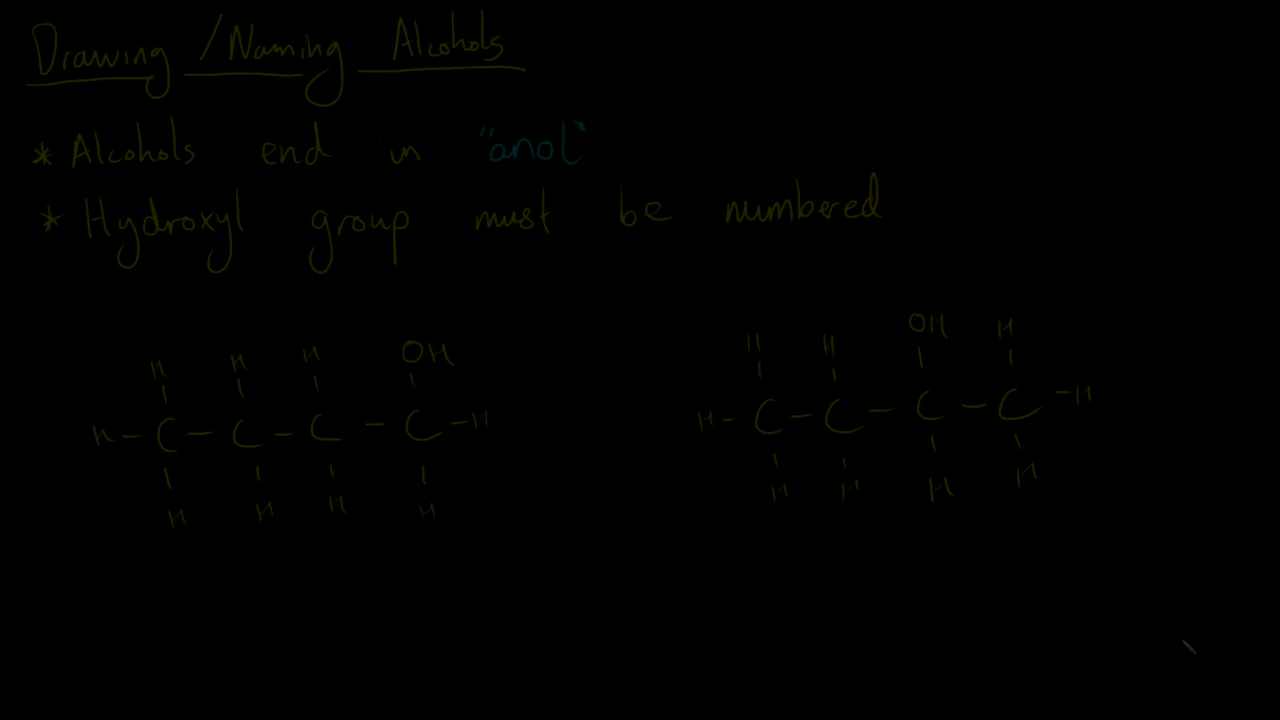 Drawing /Naming Alcohols
* Alcohols end in "anol"
* Hydroxyl group must be numbered
H H H OH
H - C - C - C - C - H
H H H H
H H OH H
H - C - C - C - C - H
H H H H